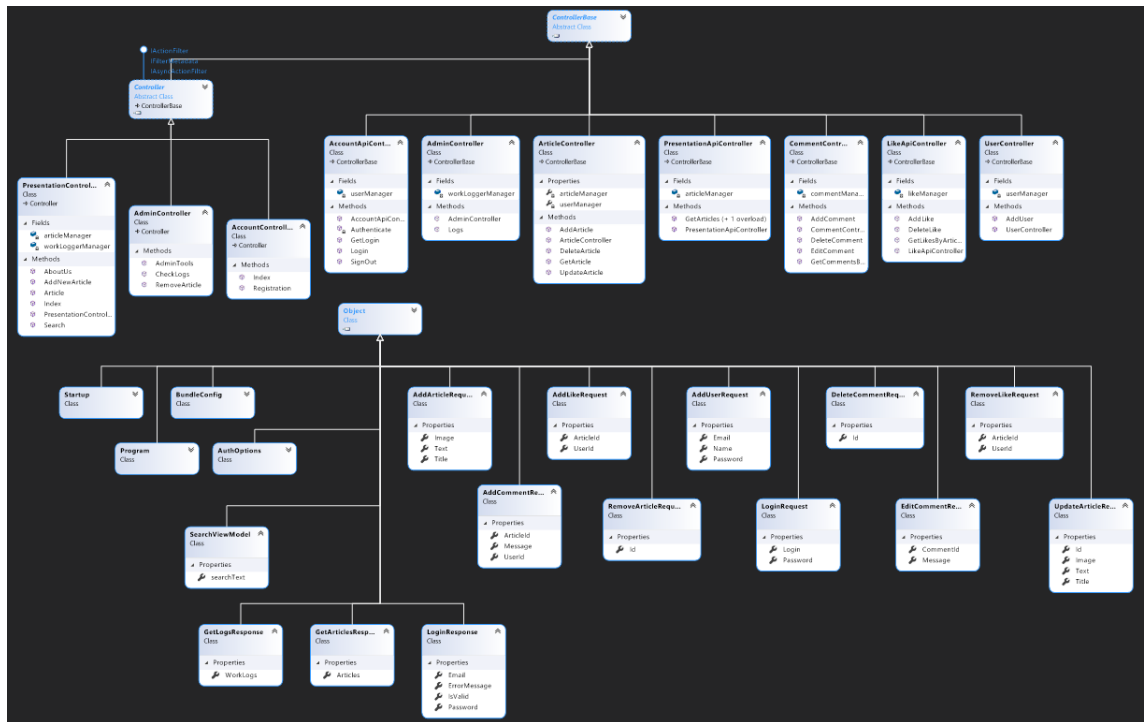 ControllerBase
Abstract Class
IActionFilter
IFilterMetadata
IAsyncActionFilter
Controller
Abstract Class
ControllerBase
PresentationControl...
Class
Controller
Fields
articleManager
workLoggerManager
Methods
AboutUs
AddNewArticle
Article
Index
PresentationControl...
Search
AdminController
Class
Controller
Methods
AdminTools
CheckLogs
RemoveArticle
AccountControll...
Class
Controller
Methods
Index
Registration
AccountApiCont...
Class
ControllerBase
Fields
userManager
Methods
AccountApiCon...
Authenticate
GetLogin
Login
SignOut
AdminController
Class
ControllerBase
Fields
workLoggerManager
Methods
AdminController
Logs
ArticleController
Class
ControllerBase
Properties
articleManager
userManager
Methods
AddArticle
ArticleController
DeleteArticle
GetArticle
UpdateArticle
PresentationApiController
Class
ControllerBase
Fields
articleManager
Methods
GetArticles (+ 1 overload)
PresentationApiController
CommentContr...
Class
ControllerBase
Fields
commentMana...
Methods
AddComment
CommentContr...
DeleteComment
EditComment
GetCommentsB...
LikeApiController
Class
ControllerBase
Fields
likeManager
Methods
AddLike
DeleteLike
GetLikesByArtic...
LikeApiController
UserController
Class
ControllerBase
Fields
userManager
Methods
AddUser
UserController
Object
Class
Startup
Class
BundleConfig
Class
Program
Class
AuthOptions
Class
AddArticleRequ...
Class
Properties
Image
Text
Title
AddLikeRequest
Class
Properties
ArticleId
UserId
AddUserRequest
Class
Properties
Email
Name
Password
DeleteCommentReq...
Class
Properties
Id
RemoveLikeRequest
Class
Properties
ArticleId
UserId
AddCommentRe...
Class
Properties
ArticleId
Message
UserId
RemoveArticleRequ...
Class
Properties
Id
LoginRequest
Class
Properties
Login
Password
EditCommentRe...
Class
Properties
CommentId
Message
UpdateArticleRe...
Class
Properties
Id
Image
Text
Title
SearchViewModel
Class
Properties
searchText
GetLogsResponse
Class
Properties
WorkLogs
GetArticlesResp...
Class
Properties
Articles
LoginResponse
Class
Properties
Email
ErrorMessage
IsValid
Password